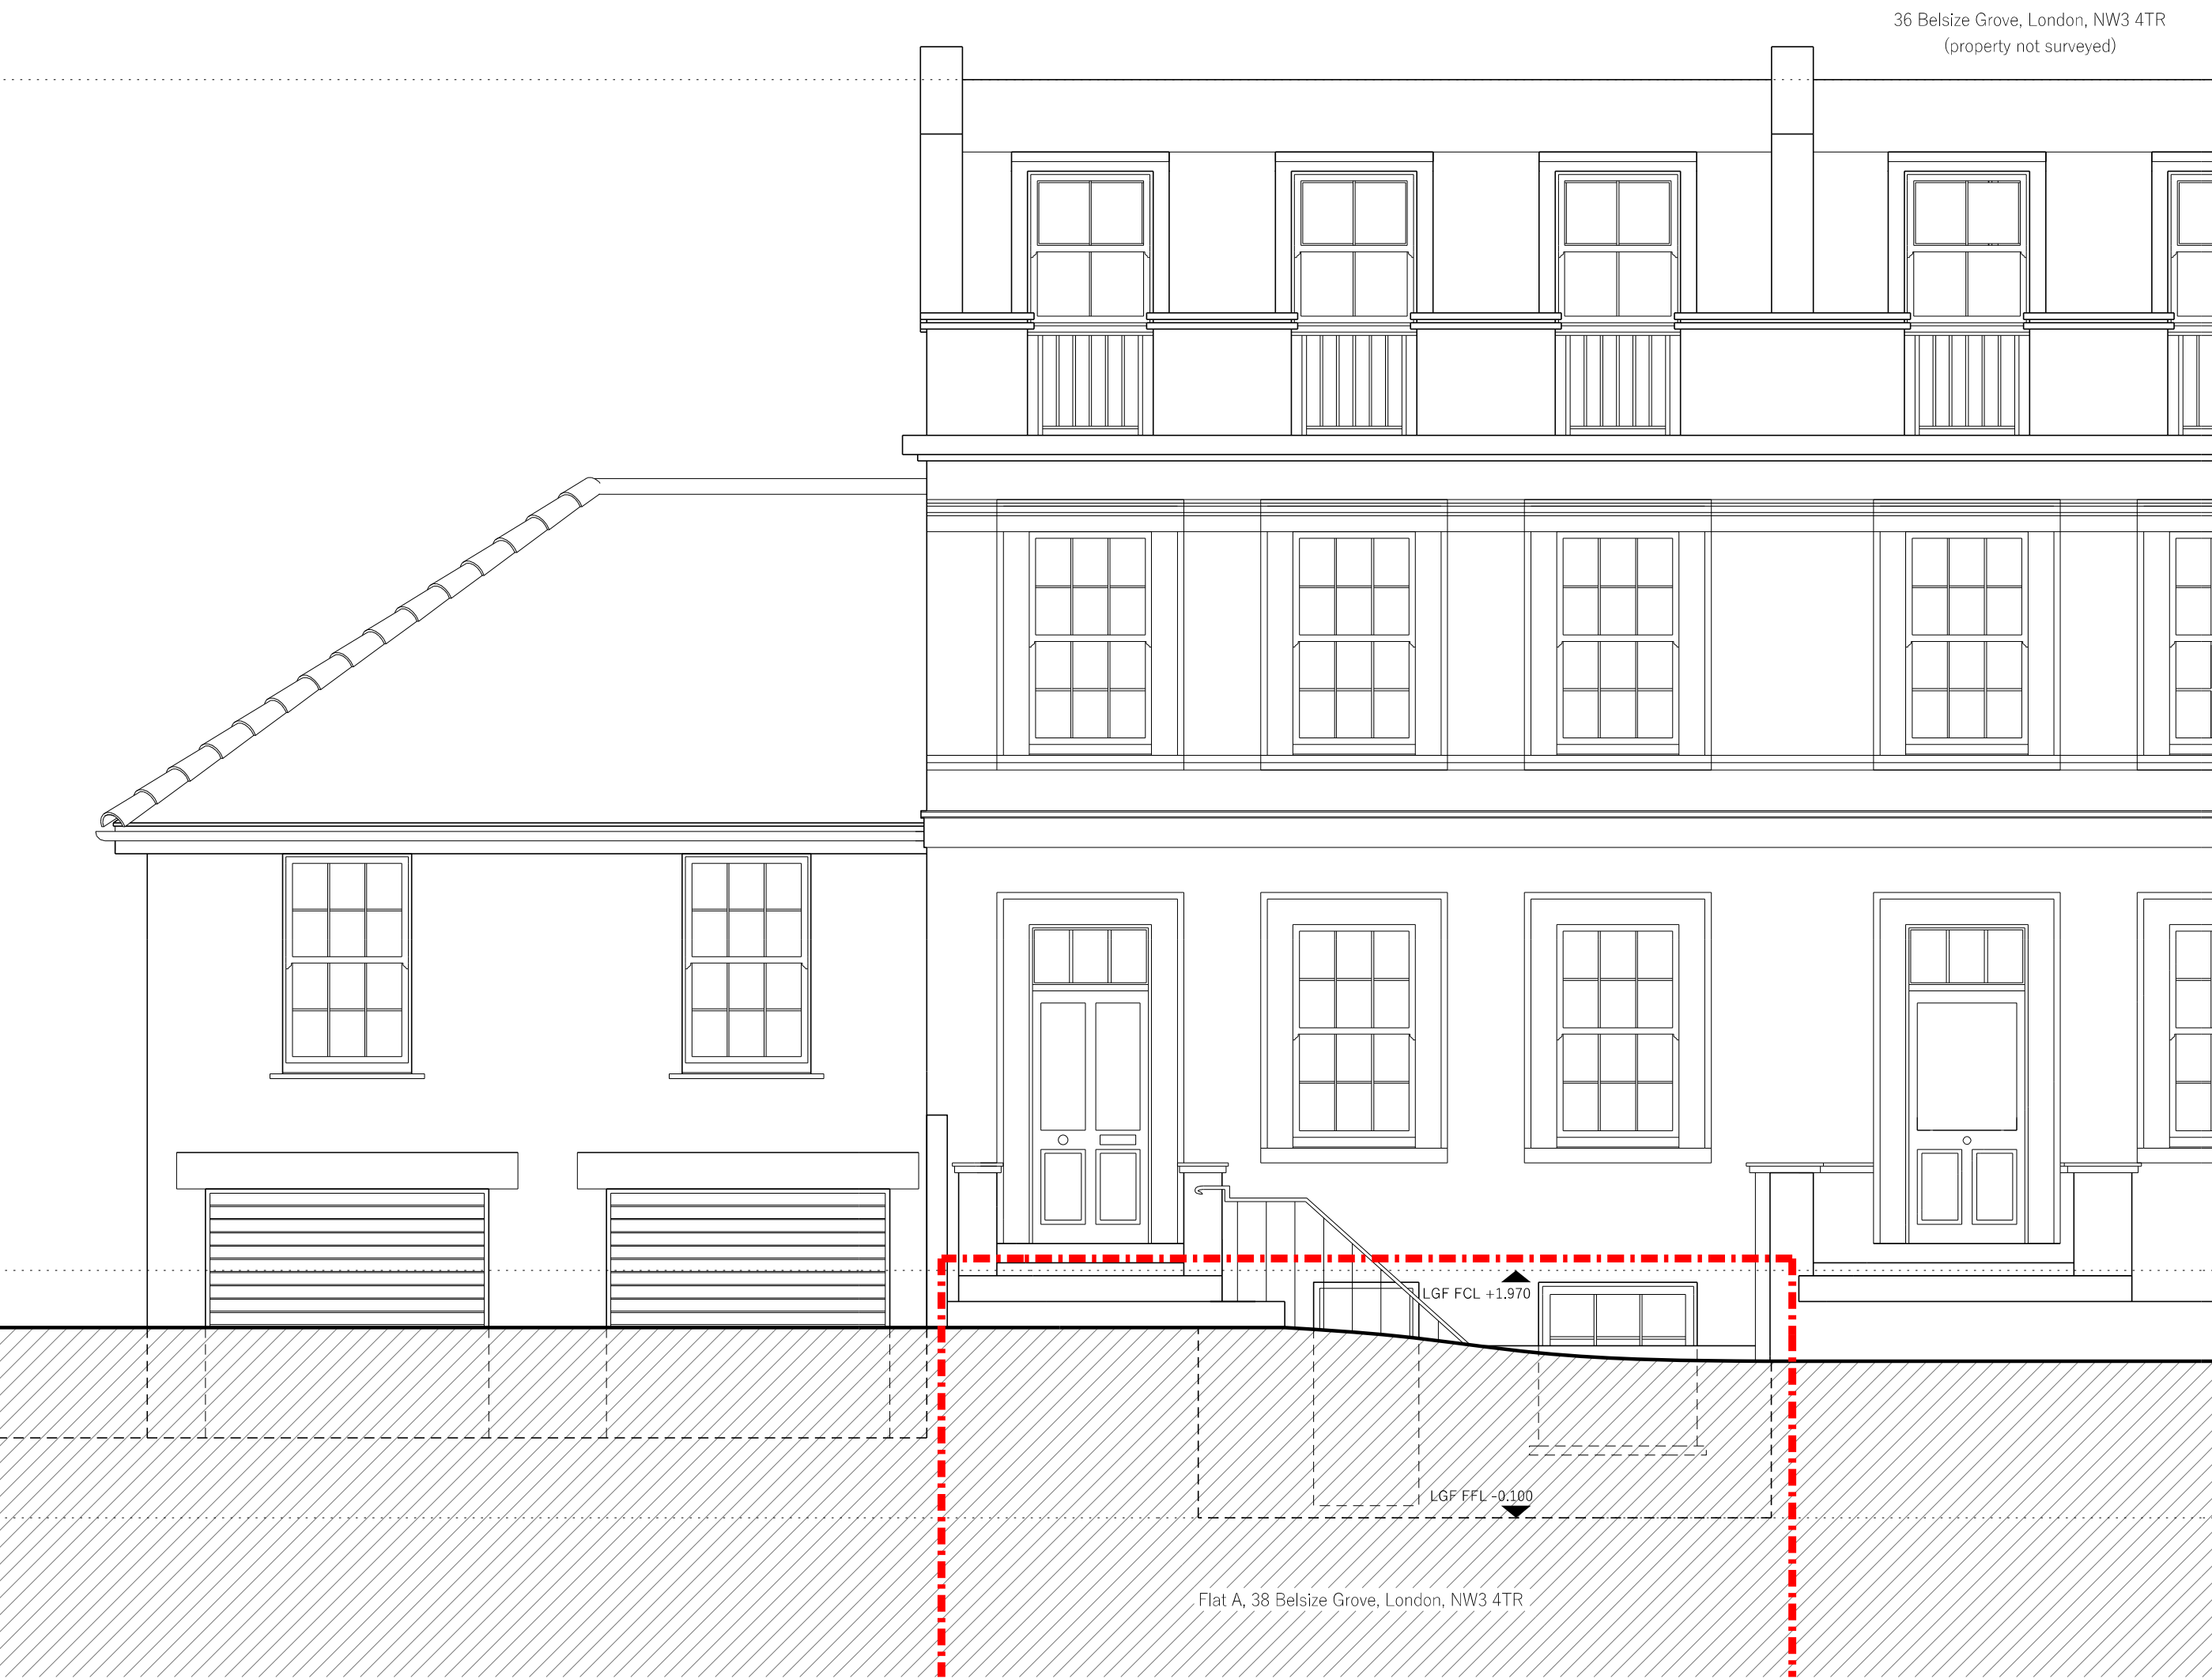 36 Belsize Grove, London, NW3 4TR
(property not surveyed)
LGF FCL +1.970
LGF FFL -0.100
Flat A, 38 Belsize Grove, London, NW3 4TR